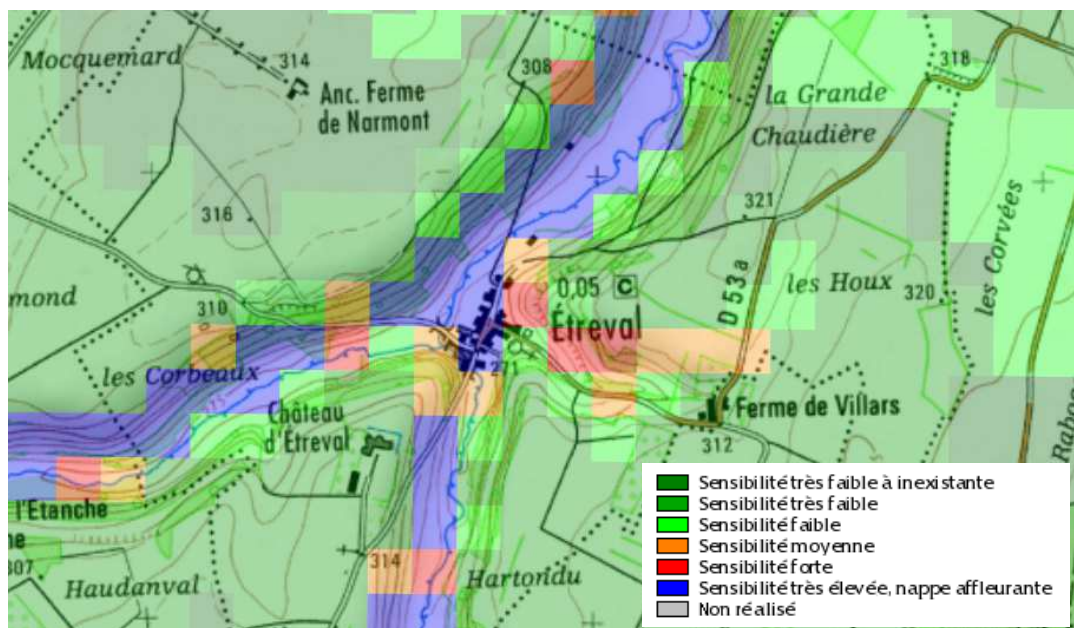 Mocquemard
314
Anc. Ferme
de Narmont
308
318
la Grande
Chaudière
316
321
les Corvées
310
mond
0,05 C
Étreval
D 53a
les Houx
320
les Corbeaux
271
Château
d'Étreval
Ferme de Villars
312
l'Etanche
ne
307
Haudanval
314
Hartondu
Raboc
Sensibilité très faible à inexistante
Sensibilité très faible
Sensibilité faible
Sensibilité moyenne
Sensibilité forte
Sensibilité très élevée, nappe affleurante
Non réalisé